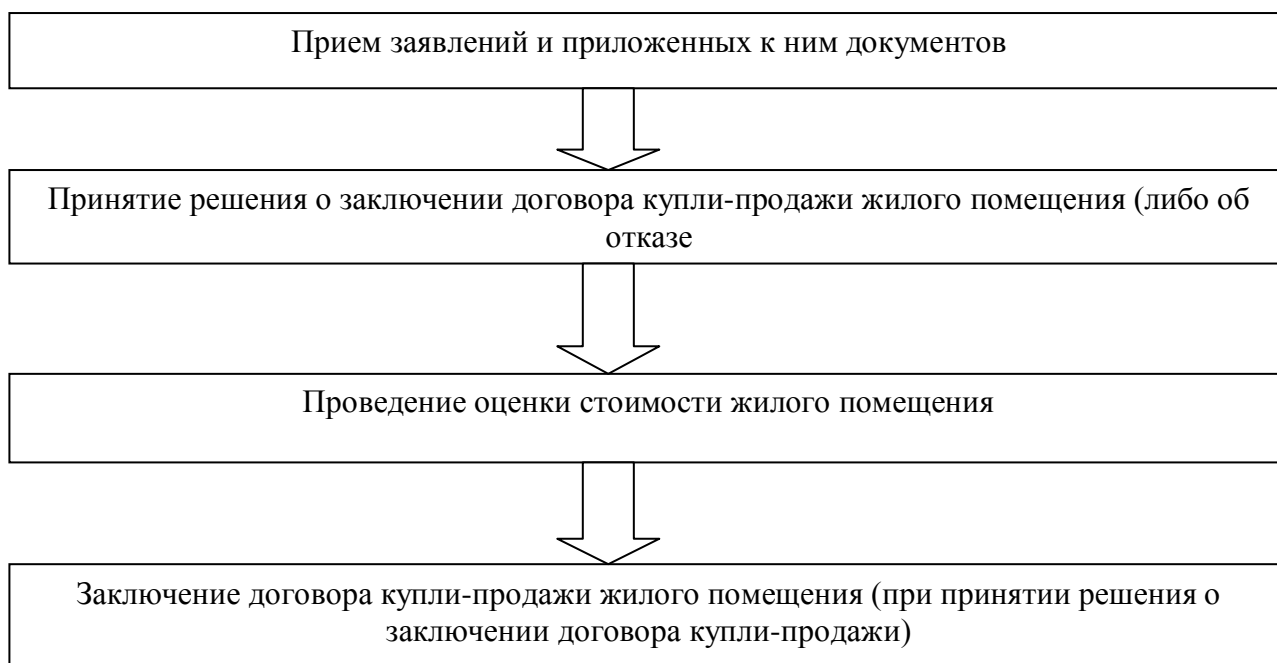 Прием заявлений и приложенных к ним документов
Принятие решения о заключении договора купли-продажи жилого помещения (либо об
отказе
Проведение оценки стоимости жилого помещения
Заключение договора купли-продажи жилого помещения (при принятии решения о
заключении договора купли-продажи)